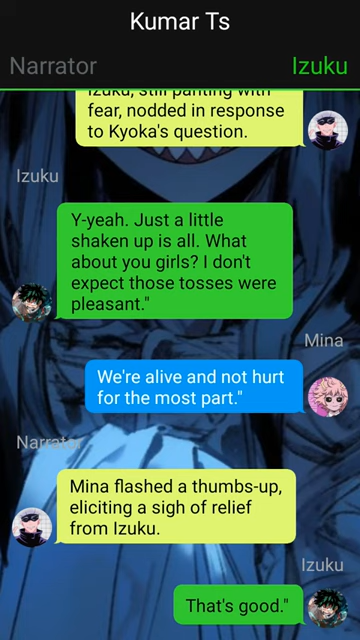 Kumar Ts
Narrator
Izuku
Izuku, still panting with
fear, nodded in response
to Kyoka's question.
Izuku
Y-yeah. Just a little
shaken up is all. What
about you girls? I don't
expect those tosses were
pleasant."
Mina
We're alive and not hurt
for the most part."
Narrator
Mina flashed a thumbs-up,
eliciting a sigh of relief
from Izuku.
Izuku
That's good."